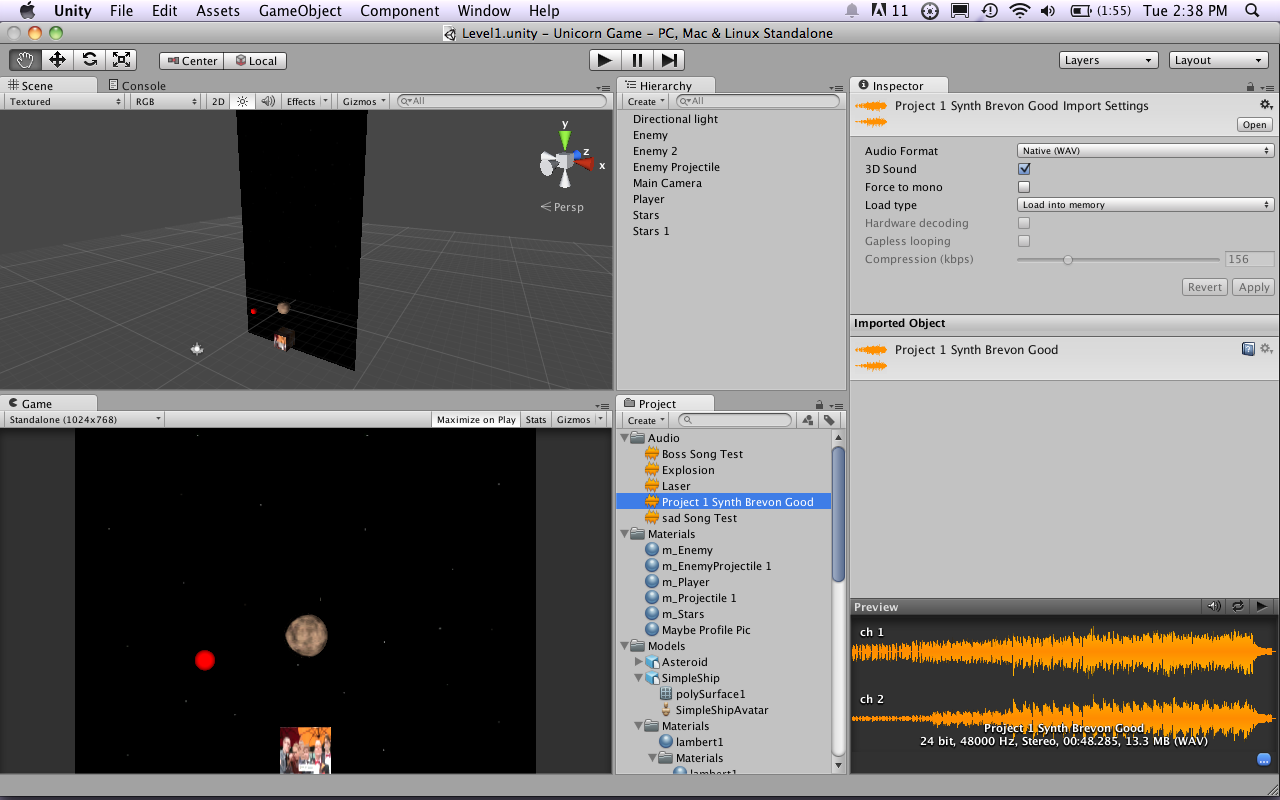 Unity File Edit Assets GameObject Component Window Help 11 (1:55) Tue 2:38 PM
Level1.unity – Unicorn Game – PC, Mac & Linux Standalone
Center Local Layers Layout
Scene Console
Textured RGB 2D Effects Gizmos All
y
z
x
Persp
Hierarchy
Create All
Directional light
Enemy
Enemy 2
Enemy Projectile
Main Camera
Player
Stars
Stars 1
Inspector
Project 1 Synth Brevon Good Import Settings
Open
Audio Format Native (WAV)
3D Sound
Force to mono
Load type Load into memory
Hardware decoding
Gapless looping
Compression (kbps) 156
Revert Apply
Imported Object
Project 1 Synth Brevon Good
Game
Standalone (1024x768) Maximize on Play Stats Gizmos
Project
Create
Audio
Boss Song Test
Explosion
Laser
Project 1 Synth Brevon Good
sad Song Test
Materials
m_Enemy
m_EnemyProjectile 1
m_Player
m_Projectile 1
m_Stars
Maybe Profile Pic
Models
Asteroid
SimpleShip
polySurface1
SimpleShipAvatar
Materials
lambert1
Materials
lambert1
Preview
ch 1
ch 2
Project 1 Synth Brevon Good
24 bit, 48000 Hz, Stereo, 00:48.285, 13.3 MB (WAV)